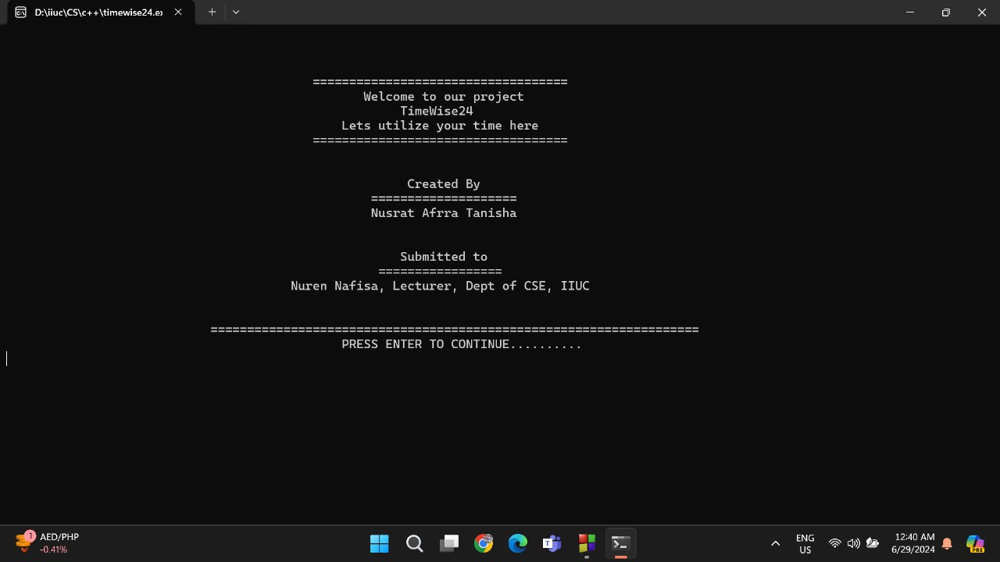 D:\iiuc\CS\c++\timewise24.ex
===================================
Welcome to our project
TimeWise24
Lets utilize your time here
===================================
Created By
====================
Nusrat Afrra Tanisha
Submitted to
=================
Nuren Nafisa, Lecturer, Dept of CSE, IIUC
===================================================================
PRESS ENTER TO CONTINUE..........
1
AED/PHP
-0.41%
ENG
US
12:40 AM
6/29/2024
PRE